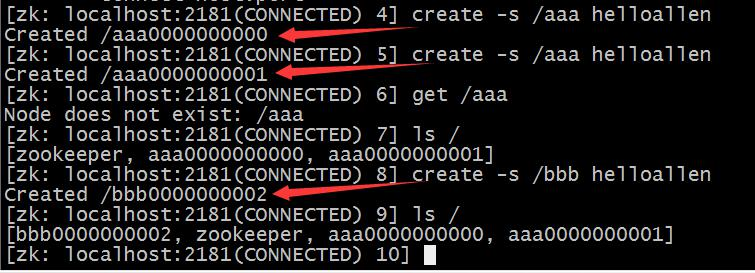 [zk: localhost:2181(CONNECTED) 4] create -s /aaa helloallen
Created /aaa0000000000
[zk: localhost:2181(CONNECTED) 5] create -s /aaa helloallen
Created /aaa0000000001
[zk: localhost:2181(CONNECTED) 6] get /aaa
Node does not exist: /aaa
[zk: localhost:2181(CONNECTED) 7] ls /
[zookeeper, aaa0000000000, aaa0000000001]
[zk: localhost:2181(CONNECTED) 8] create -s /bbb helloallen
Created /bbb0000000002
[zk: localhost:2181(CONNECTED) 9] ls /
[bbb0000000002, zookeeper, aaa0000000000, aaa0000000001]
[zk: localhost:2181(CONNECTED) 10]